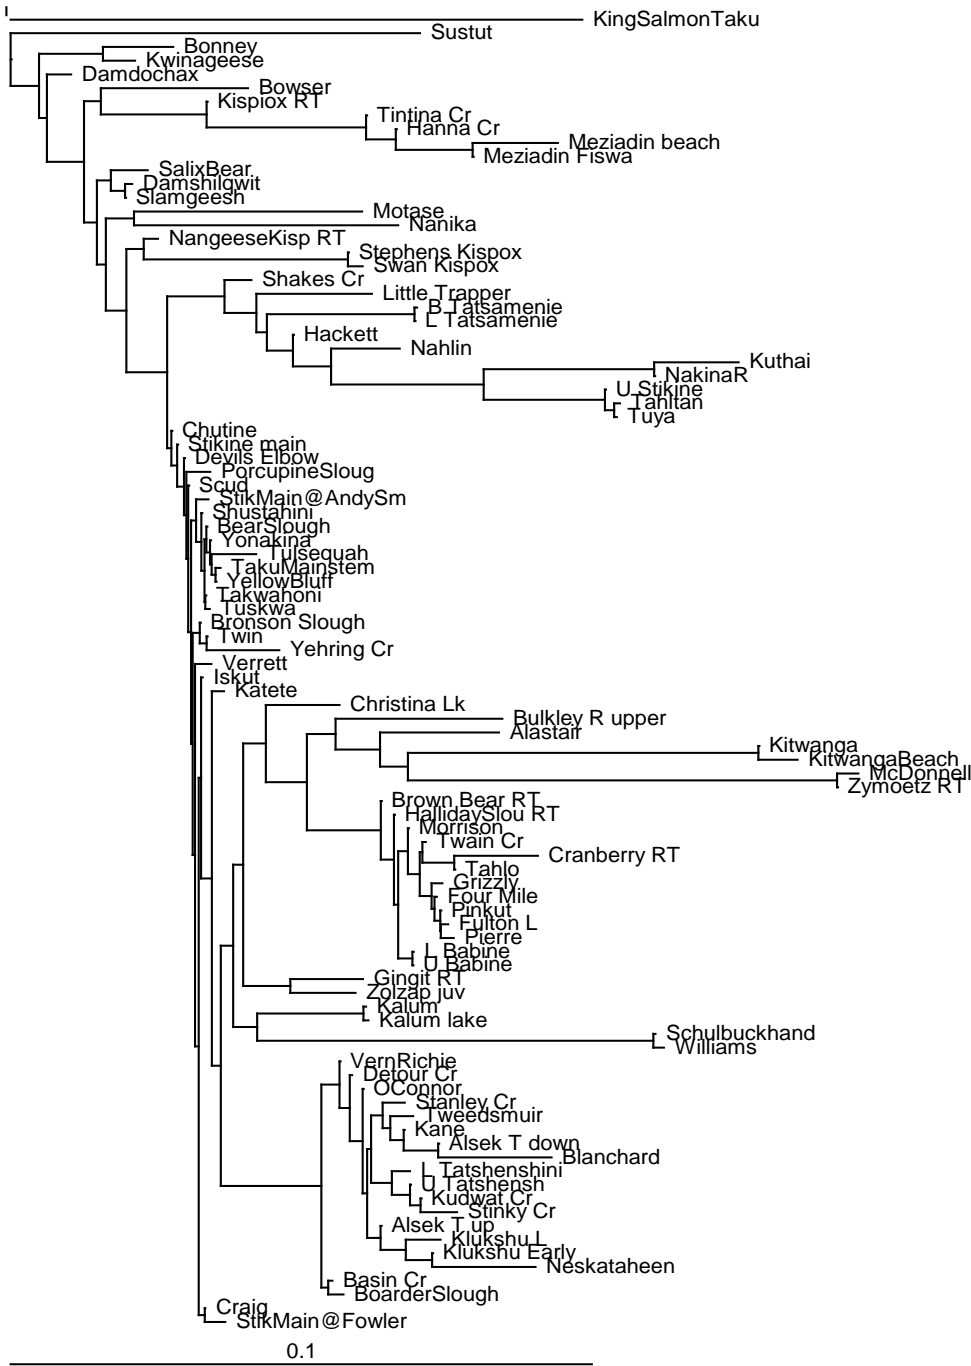 KingSalmonTaku
Sustut
Bonney
Kwinageese
Damdochax
Bowser
Kispiox RT
Tintina Cr
Hanna Cr
Meziadin beach
Meziadin Fiswa
SalixBear
Damshilgwit
Slamgeesh
Motase
Nanika
NangeeseKisp RT
Stephens Kispox
Swan Kispox
Shakes Cr
Little Trapper
B Tatsamenie
L Tatsamenie
Hackett
Nahlin
Kuthai
NakinaR
U Stikine
Tahltan
Tuya
Chutine
Stikine main
Devils Elbow
PorcupineSloug
Scud
StikMain@AndySm
Shustahini
BearSlough
Yonakina
Tulsequah
TakuMainstem
YellowBluff
Takwahoni
Tuskwa
Bronson Slough
Twin
Yehring Cr
Verrett
Iskut
Katete
Christina Lk
Bulkley R upper
Alastair
Kitwanga
KitwangaBeach
McDonnell
Zymoetz RT
Brown Bear RT
HallidaySlou RT
Morrison
Twain Cr
Cranberry RT
Tahlo
Grizzly
Four Mile
Pinkut
Fulton L
Pierre
L Babine
U Babine
Gingit RT
Zolzap juv
Kalum
Kalum lake
Schulbuckhand
Williams
VernRichie
Detour Cr
OConnor
Stanley Cr
Tweedsmuir
Kane
Alsek T down
Blanchard
L Tatshenshini
U Tatshensh
Kudwat Cr
Stinky Cr
Alsek T up
Klukshu L
Klukshu Early
Neskataheen
Basin Cr
BoarderSlough
Craig
StikMain@Fowler
0.1